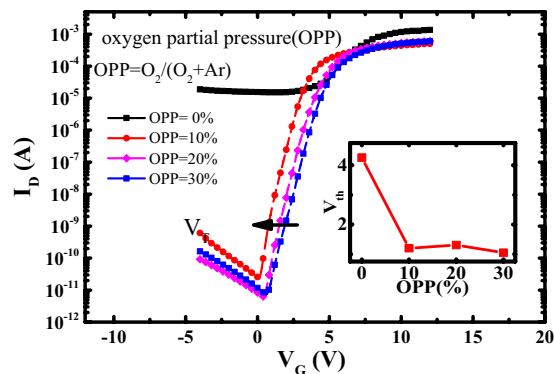 oxygen partial pressure(OPP)
OPP=O₂/(O₂+Ar)
OPP= 0%
OPP=10%
OPP=20%
OPP=30%
V_T
10⁻³
10⁻⁴
10⁻⁵
10⁻⁶
10⁻⁷
10⁻⁸
10⁻⁹
10⁻¹⁰
10⁻¹¹
10⁻¹²
I_D (A)
-10
-5
0
5
10
15
20
V_G (V)
4
2
V_th
0
10
20
30
OPP(%)